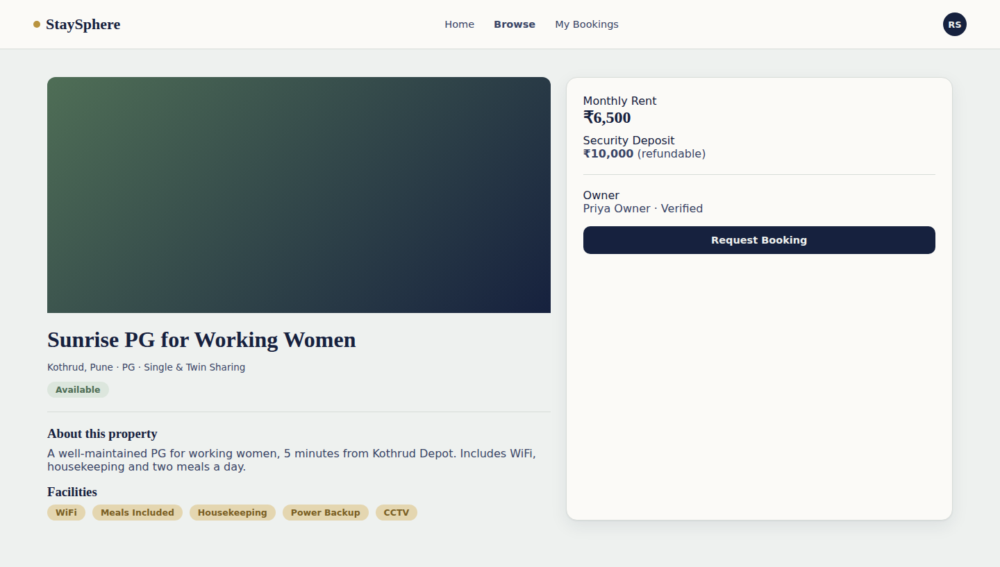 StaySphere
Home Browse My Bookings
RS
Sunrise PG for Working Women
Kothrud, Pune · PG · Single & Twin Sharing
Available
About this property
A well-maintained PG for working women, 5 minutes from Kothrud Depot. Includes WiFi,
housekeeping and two meals a day.
Facilities
WiFi Meals Included Housekeeping Power Backup CCTV
Monthly Rent
₹6,500
Security Deposit
₹10,000 (refundable)
Owner
Priya Owner · Verified
Request Booking